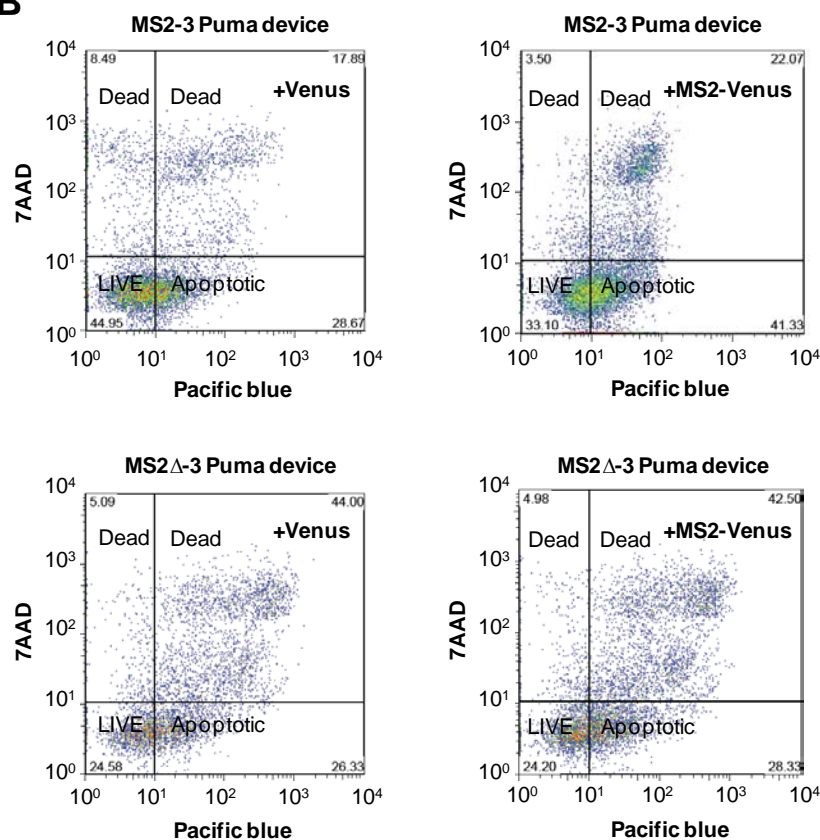 B
MS2-3 Puma device
8.49 17.89
Dead Dead +Venus
LIVE Apoptotic
44.95 28.67
10⁴
10³
10²
10¹
10⁰
7AAD
10⁰ 10¹ 10² 10³ 10⁴
Pacific blue
MS2-3 Puma device
3.50 22.07
Dead Dead +MS2-Venus
LIVE Apoptotic
33.10 41.33
10⁴
10³
10²
10¹
10⁰
7AAD
10⁰ 10¹ 10² 10³ 10⁴
Pacific blue
MS2Δ-3 Puma device
5.09 44.00
Dead Dead +Venus
LIVE Apoptotic
24.58 26.33
10⁴
10³
10²
10¹
10⁰
7AAD
10⁰ 10¹ 10² 10³ 10⁴
Pacific blue
MS2Δ-3 Puma device
4.98 42.50
Dead Dead +MS2-Venus
LIVE Apoptotic
24.20 28.33
10⁴
10³
10²
10¹
10⁰
7AAD
10⁰ 10¹ 10² 10³ 10⁴
Pacific blue